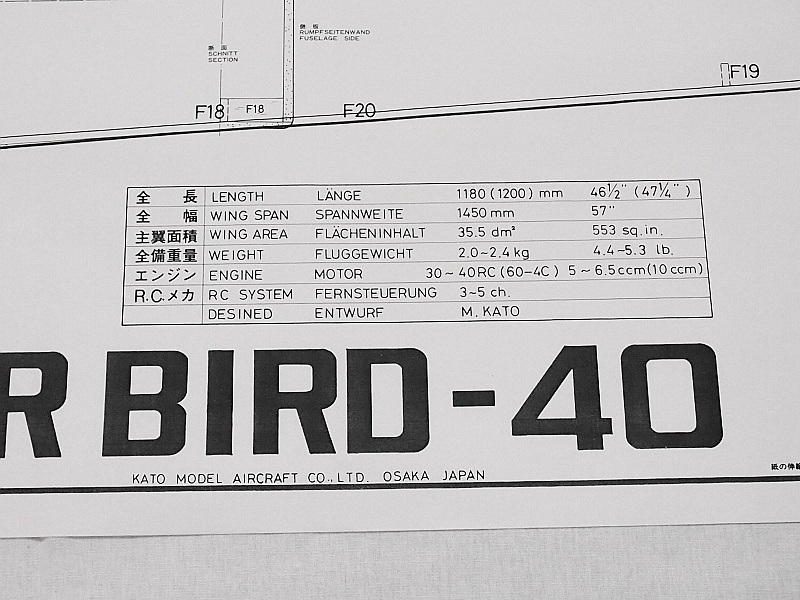 側 板
RUMPFSEITENWAND
FUSELAGE SIDE
断 面
SCHNITT
SECTION
F19
F18 F18 F20
全 長 LENGTH LÄNGE 1180 (1200) mm 46½" (47¼")
全 幅 WING SPAN SPANNWEITE 1450 mm 57"
主翼面積 WING AREA FLÄCHENINHALT 35.5 dm² 553 sq. in.
全備重量 WEIGHT FLUGGEWICHT 2.0~2.4 kg 4.4-5.3 lb.
エンジン ENGINE MOTOR 30~40RC (60-4C) 5~6.5ccm(10ccm)
R.C.メカ RC SYSTEM FERNSTEUERUNG 3~5 ch.
DESINED ENTWURF M. KATO
R BIRD-40
KATO MODEL AIRCRAFT CO., LTD. OSAKA JAPAN
紙の伸縮